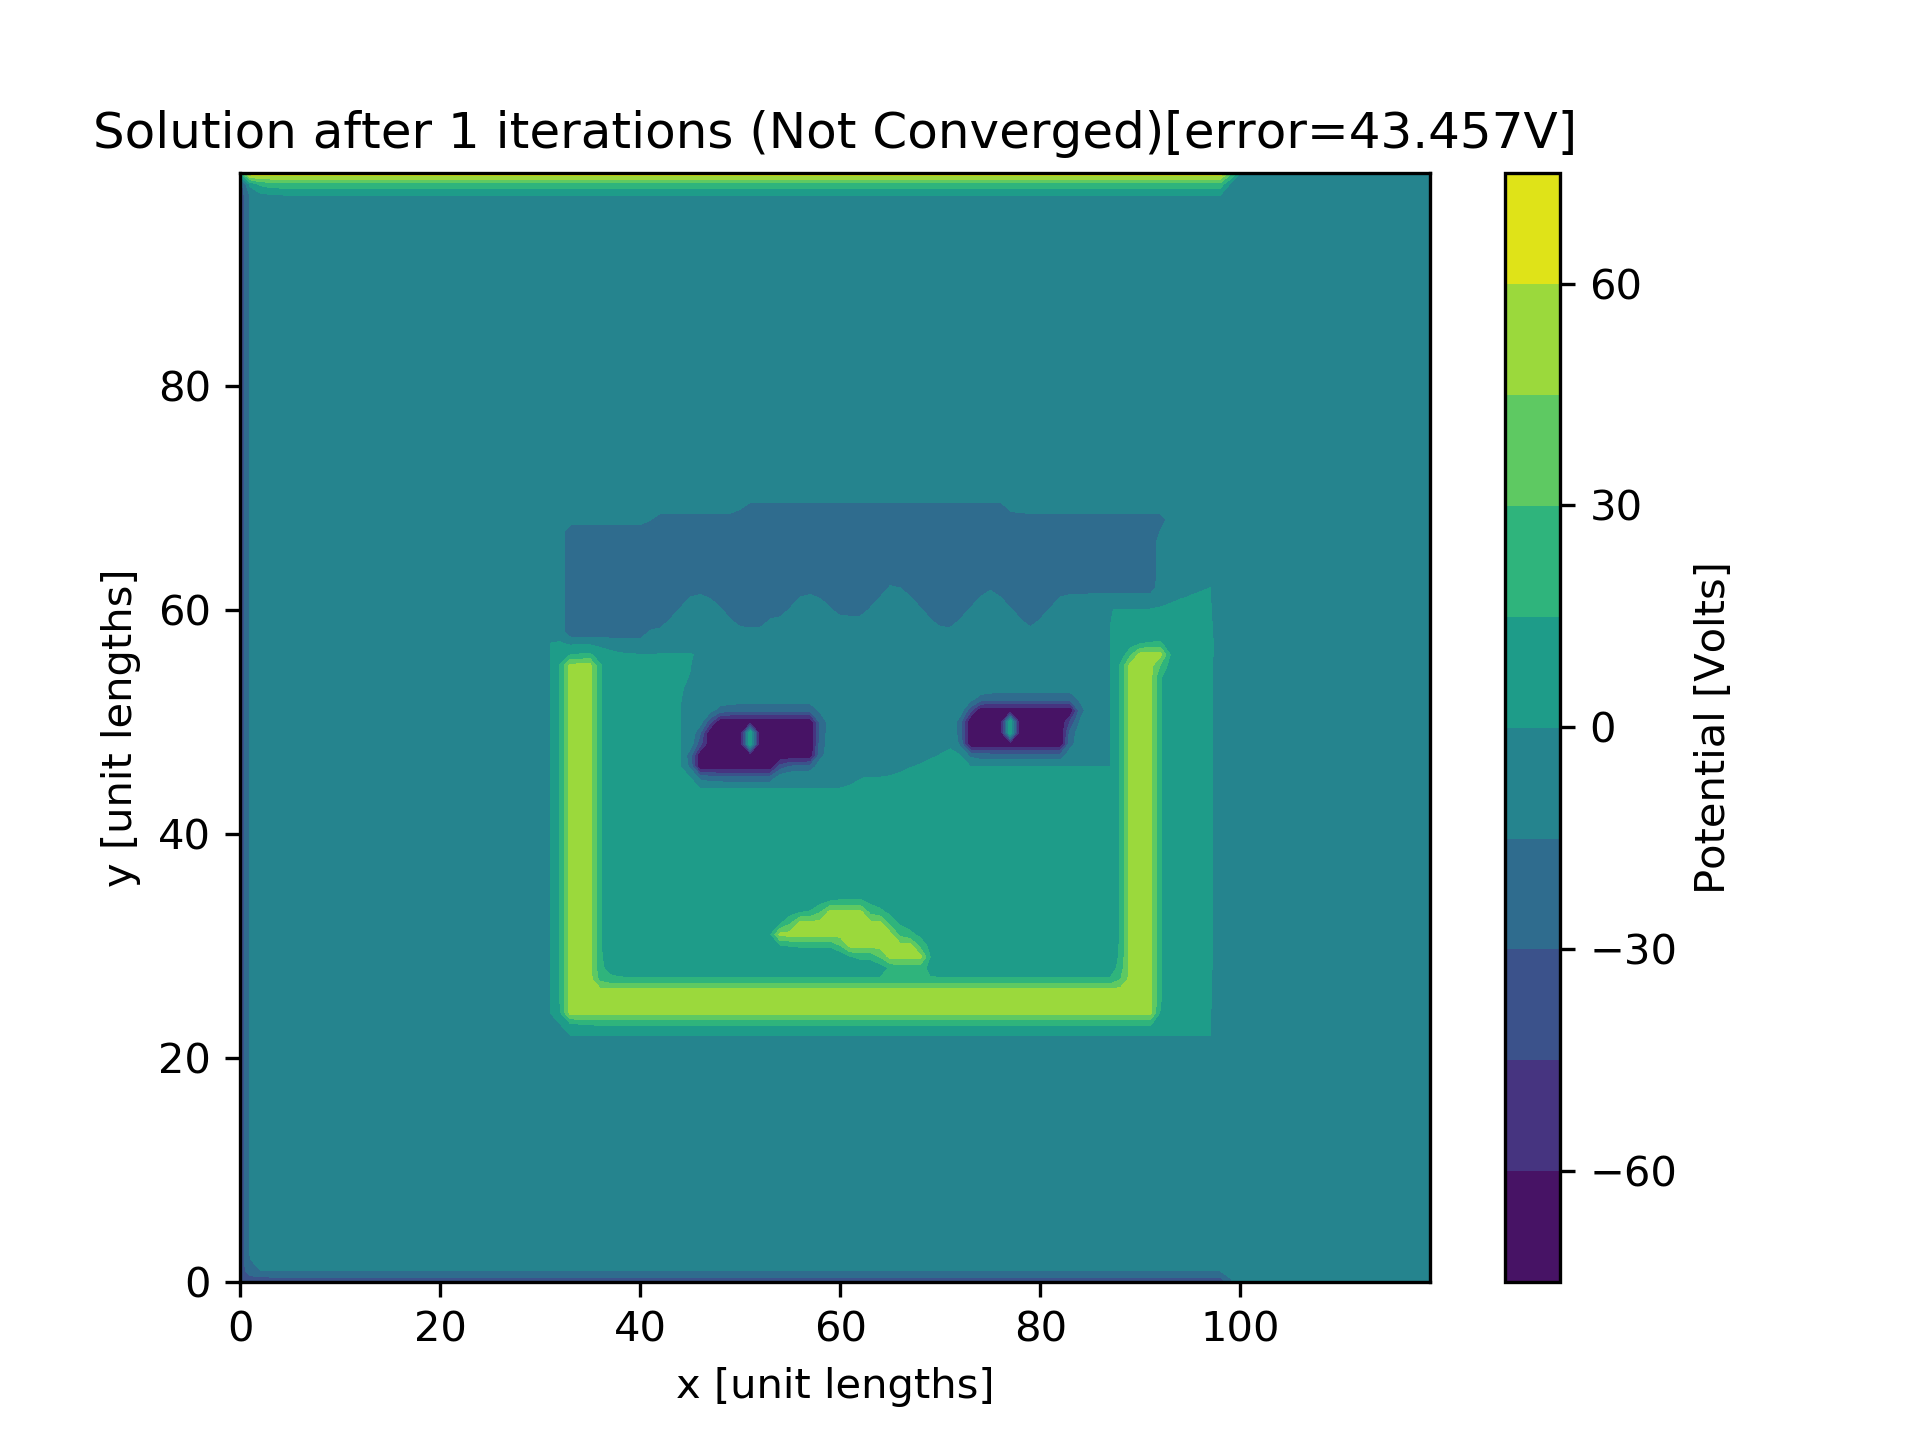 Solution after 1 iterations (Not Converged)[error=43.457V]
80
60
40
20
0
y [unit lengths]
0 20 40 60 80 100
x [unit lengths]
60
30
0
−30
−60
Potential [Volts]